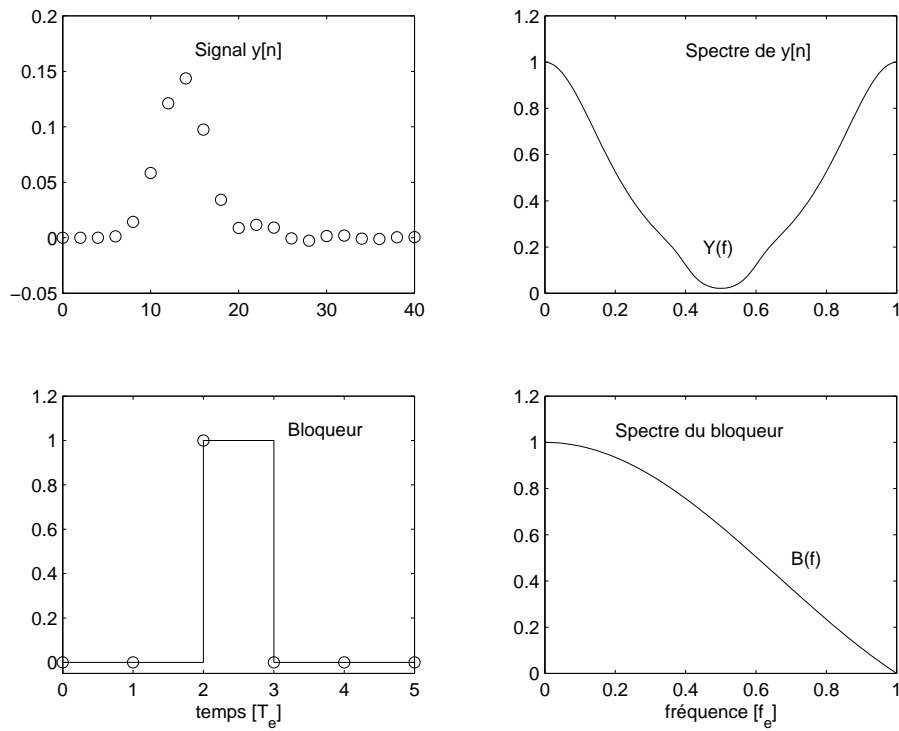 Signal y[n]
0.2
0.15
0.1
0.05
0
−0.05
0 10 20 30 40
Spectre de y[n]
Y(f)
1.2
1
0.8
0.6
0.4
0.2
0
0 0.2 0.4 0.6 0.8 1
Bloqueur
1.2
1
0.8
0.6
0.4
0.2
0
0 1 2 3 4 5
temps [T_e]
Spectre du bloqueur
B(f)
1.2
1
0.8
0.6
0.4
0.2
0
0 0.2 0.4 0.6 0.8 1
fréquence [f_e]